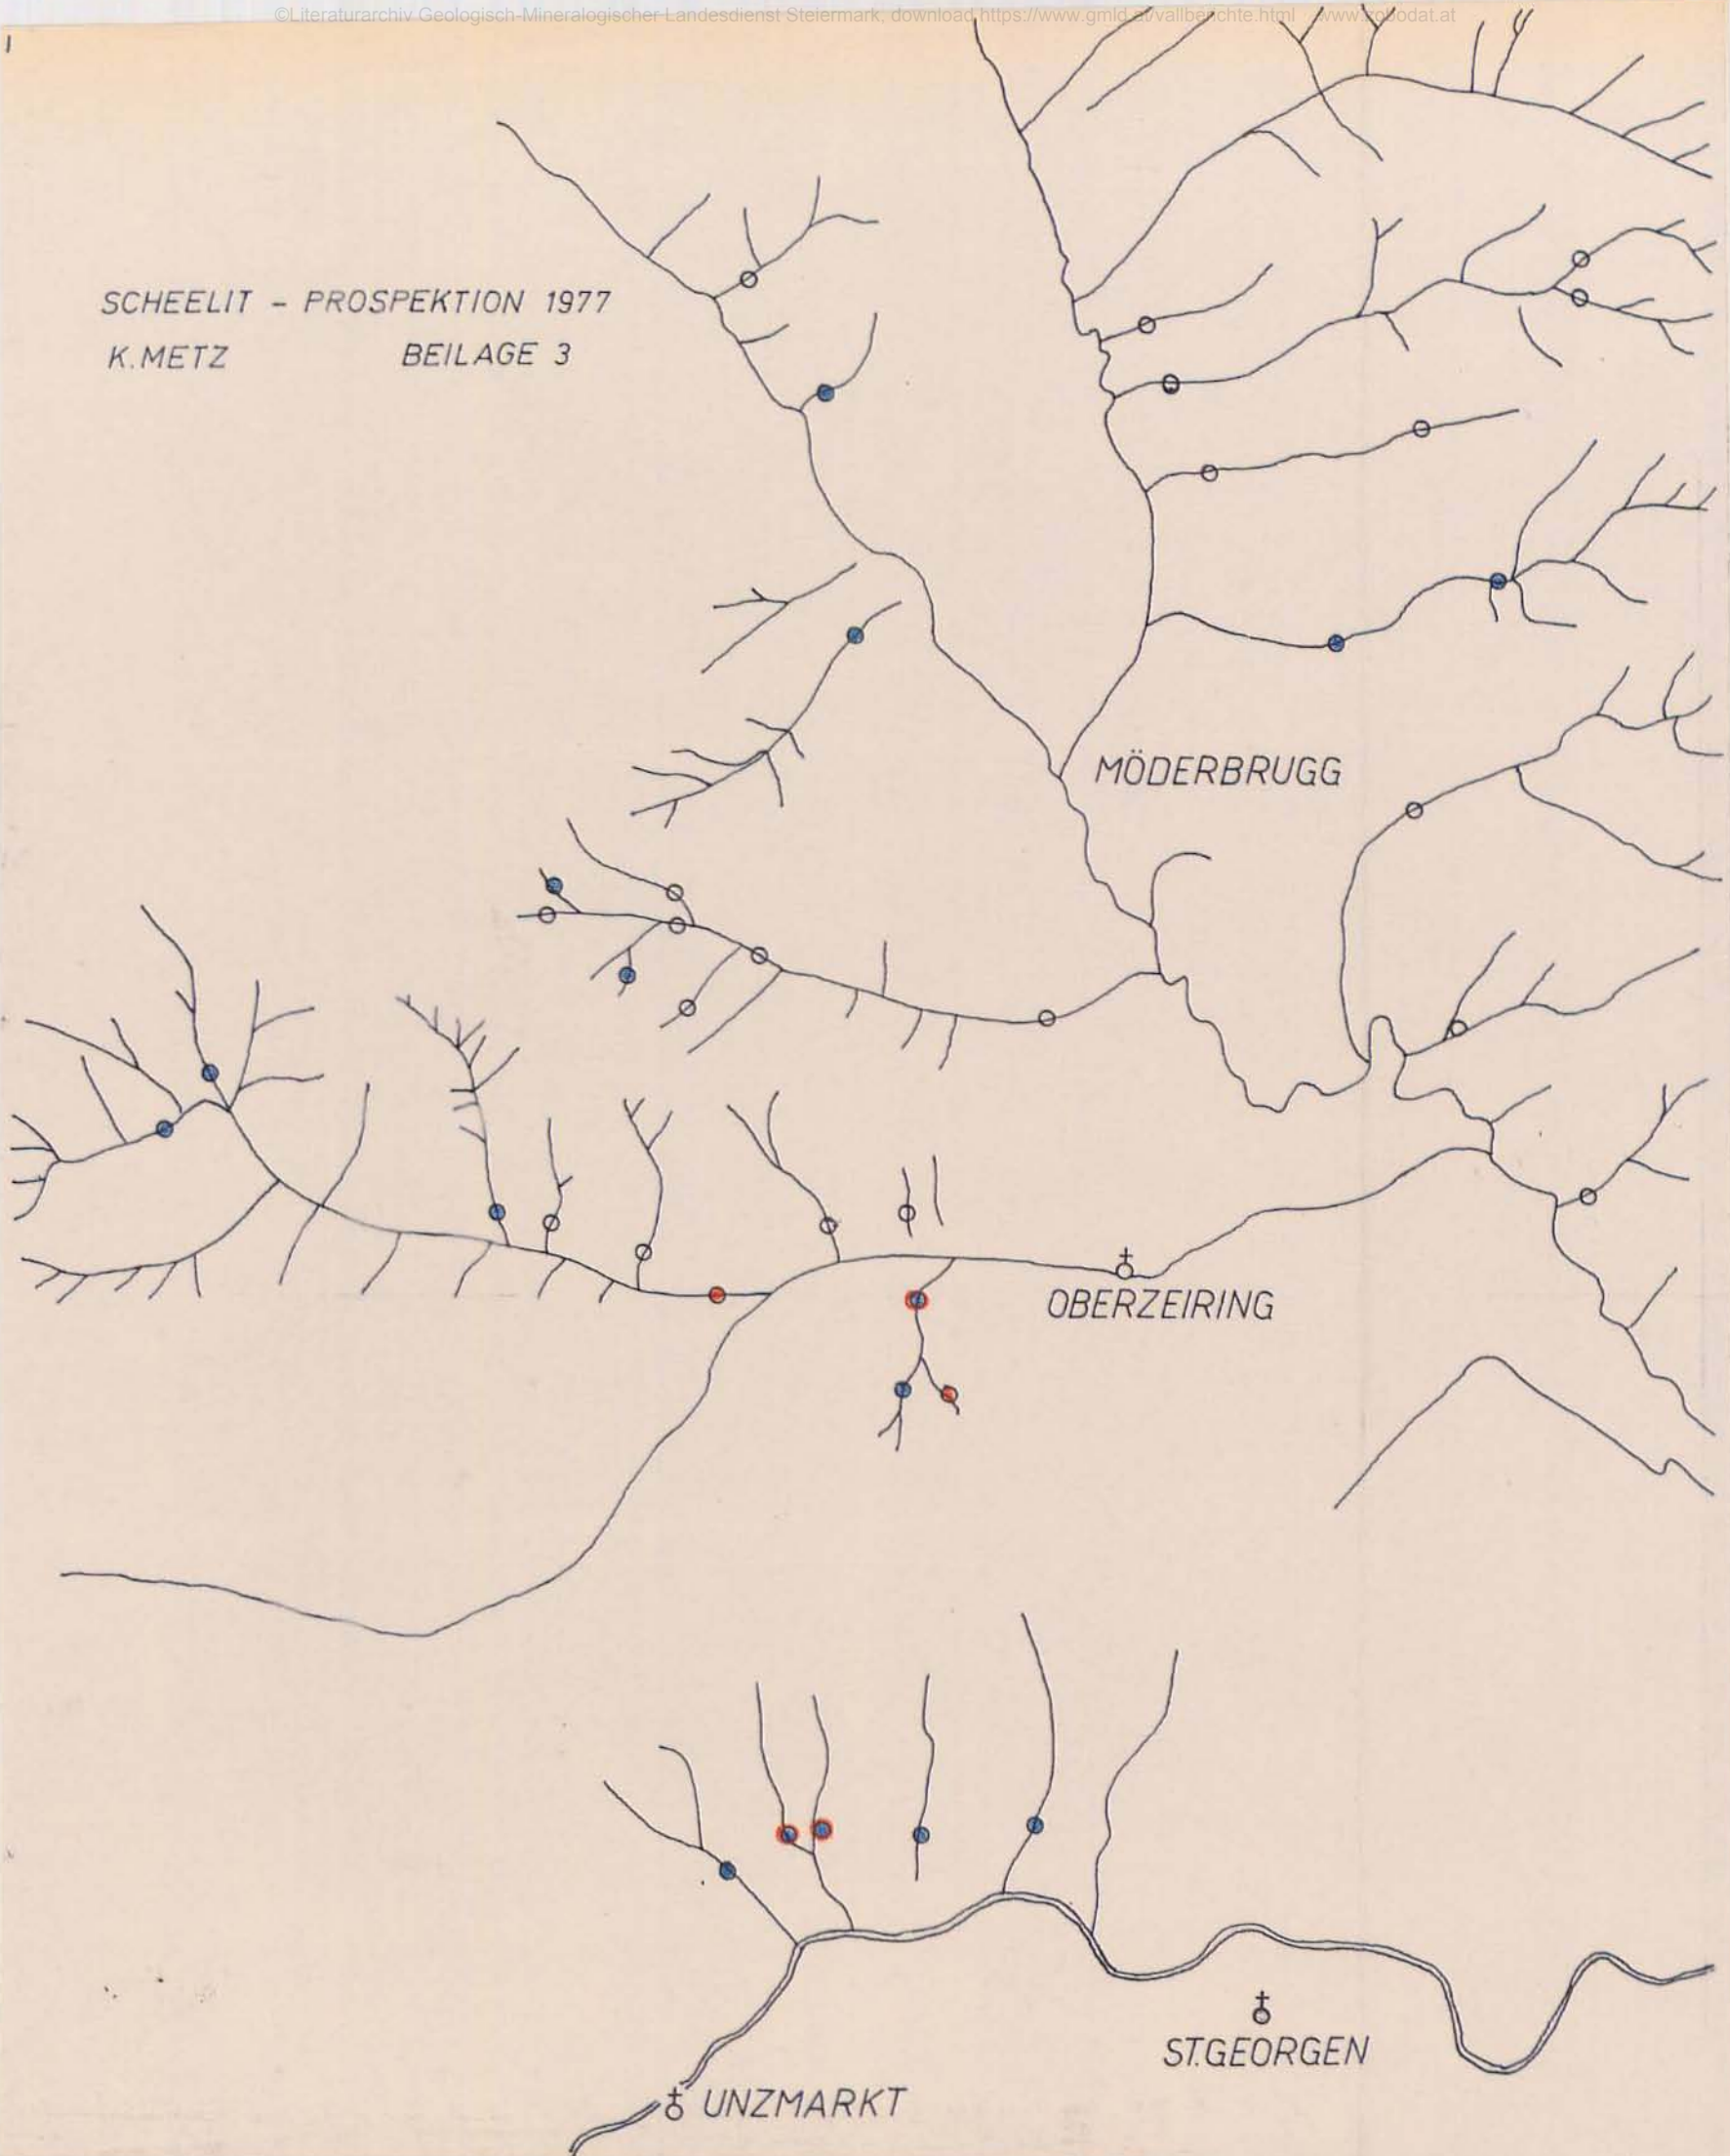 ©Literaturarchiv Geologisch-Mineralogischer Landesdienst Steiermark; download https://www.gmld.at/vallberichte.html www.zobodat.at
SCHEELIT - PROSPEKTION 1977
K.METZ BEILAGE 3
MÖDERBRUGG
OBERZEIRING
ST.GEORGEN
UNZMARKT